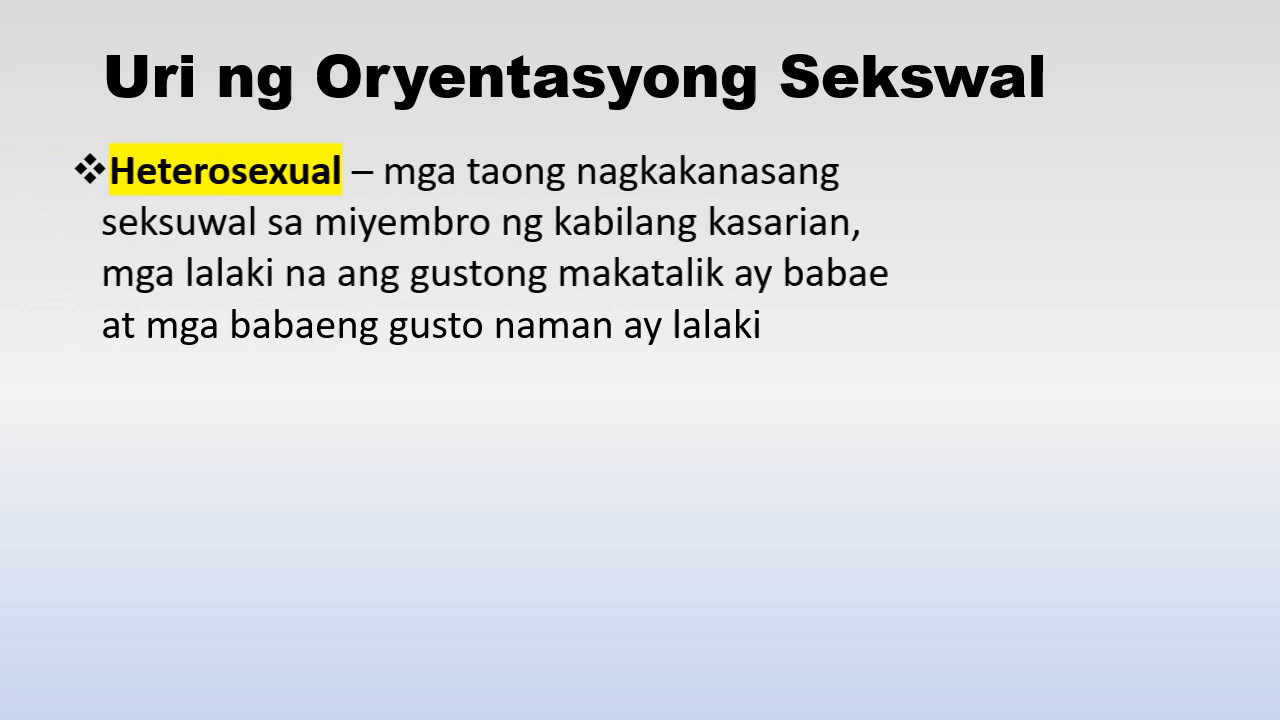 Uri ng Oryentasyong Sekswal
❖Heterosexual – mga taong nagkakanasang
seksuwal sa miyembro ng kabilang kasarian,
mga lalaki na ang gustong makatalik ay babae
at mga babaeng gusto naman ay lalaki